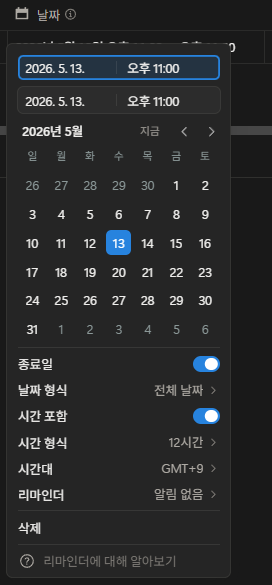 날짜
2026. 5. 13. 오후 11:00
2026. 5. 13. 오후 11:00
2026년 5월 지금
일 월 화 수 목 금 토
26 27 28 29 30 1 2
3 4 5 6 7 8 9
10 11 12 13 14 15 16
17 18 19 20 21 22 23
24 25 26 27 28 29 30
31 1 2 3 4 5 6
종료일
날짜 형식 전체 날짜
시간 포함
시간 형식 12시간
시간대 GMT+9
리마인더 알림 없음
삭제
리마인더에 대해 알아보기